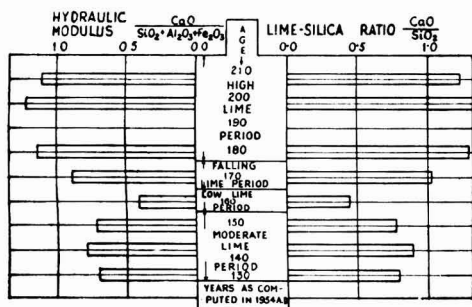 HYDRAULIC MODULUS CaO / SiO₂ + Al₂O₃ + Fe₂O₃
AGE
LIME-SILICA RATIO CaO / SiO₂
1 0 0 5 0 0
0·0 0·5 1·0
210
HIGH
200
LIME
190
PERIOD
180
FALLING
170
LIME PERIOD
LOW LIME
160
PERIOD
150
MODERATE
LIME
140
PERIOD
130
YEARS AS COM-
PUTED IN 1954 A.D